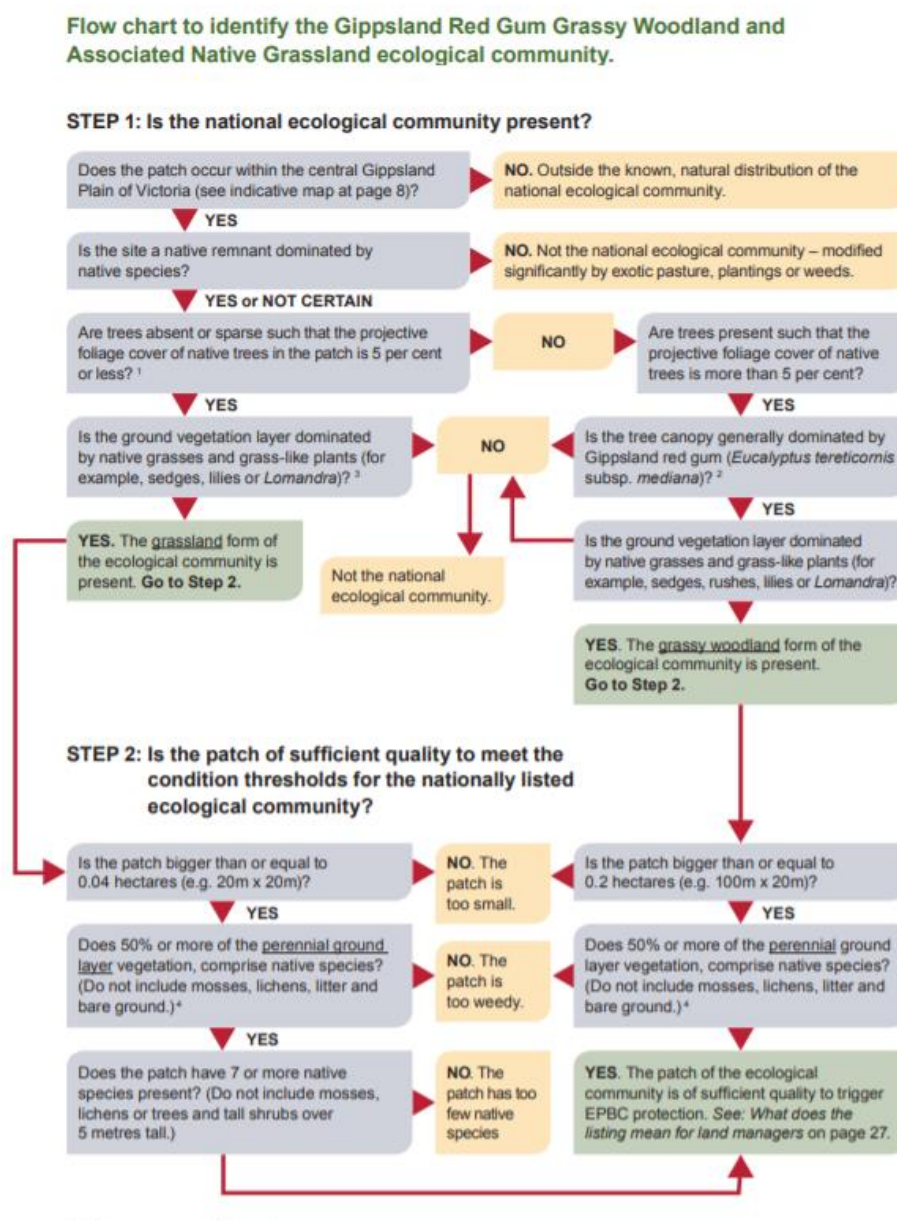 Flow chart to identify the Gippsland Red Gum Grassy Woodland and
Associated Native Grassland ecological community.
STEP 1: Is the national ecological community present?
Does the patch occur within the central Gippsland
Plain of Victoria (see indicative map at page 8)?
NO. Outside the known, natural distribution of the
national ecological community.
YES
Is the site a native remnant dominated by
native species?
NO. Not the national ecological community – modified
significantly by exotic pasture, plantings or weeds.
YES or NOT CERTAIN
Are trees absent or sparse such that the projective
foliage cover of native trees in the patch is 5 per cent
or less? 1
NO
Are trees present such that the
projective foliage cover of native
trees is more than 5 per cent?
YES
YES
Is the ground vegetation layer dominated
by native grasses and grass-like plants (for
example, sedges, lilies or Lomandra)? 3
NO
Is the tree canopy generally dominated by
Gippsland red gum (Eucalyptus tereticornis
subsp. mediana)? 2
YES
YES. The grassland form of
the ecological community is
present. Go to Step 2.
Not the national
ecological community.
Is the ground vegetation layer dominated
by native grasses and grass-like plants (for
example, sedges, rushes, lilies or Lomandra)?
YES. The grassy woodland form of the
ecological community is present.
Go to Step 2.
STEP 2: Is the patch of sufficient quality to meet the
condition thresholds for the nationally listed
ecological community?
Is the patch bigger than or equal to
0.04 hectares (e.g. 20m x 20m)?
NO. The
patch is
too small.
Is the patch bigger than or equal to
0.2 hectares (e.g. 100m x 20m)?
YES
YES
Does 50% or more of the perennial ground
layer vegetation, comprise native species?
(Do not include mosses, lichens, litter and
bare ground.)4
NO. The
patch is
too weedy.
Does 50% or more of the perennial ground
layer vegetation, comprise native species?
(Do not include mosses, lichens, litter and
bare ground.)4
YES
Does the patch have 7 or more native
species present? (Do not include mosses,
lichens or trees and tall shrubs over
5 metres tall.)
NO. The
patch has too
few native
species
YES. The patch of the ecological
community is of sufficient quality to trigger
EPBC protection. See: What does the
listing mean for land managers on page 27.